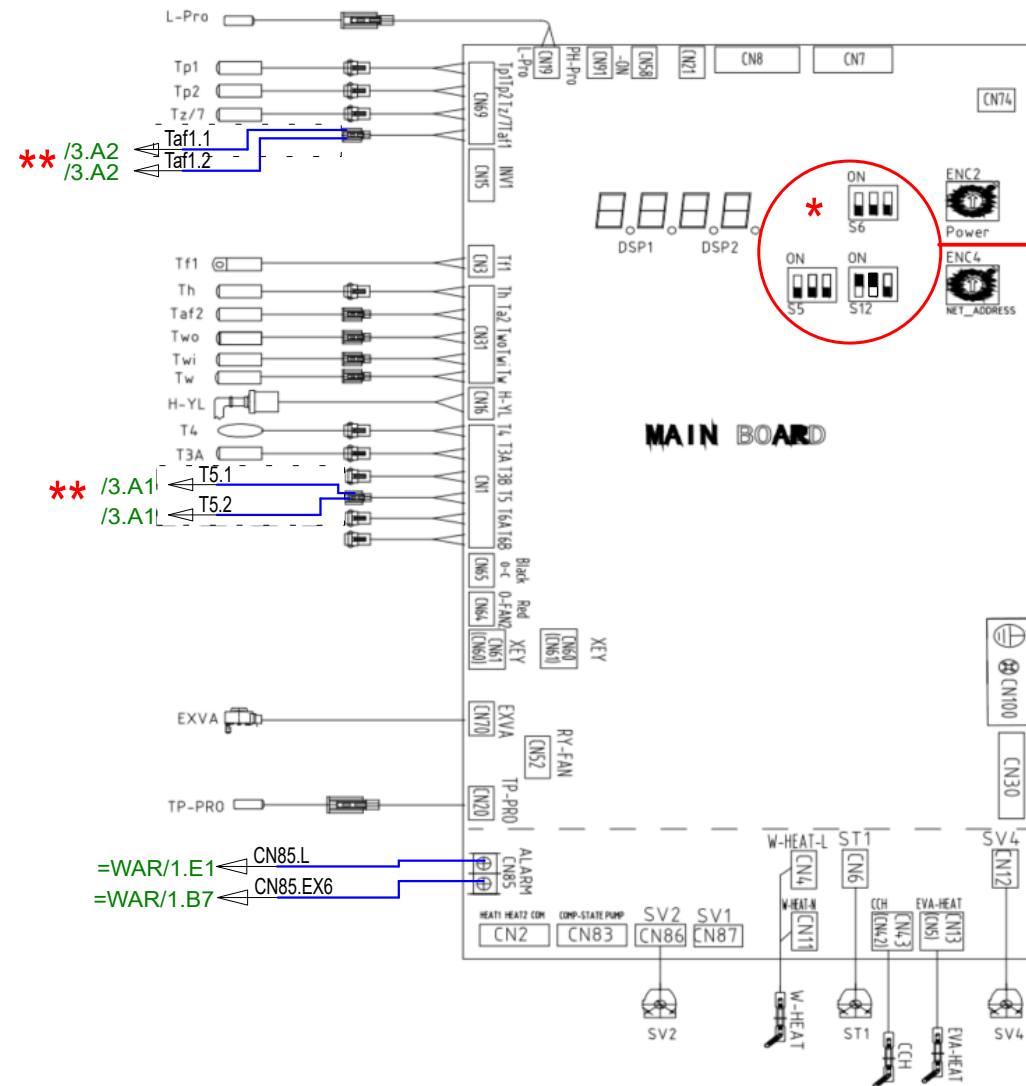 L-Pro
CN19
L-Pro
PH-Pro
CN91
-ON
CN58
CN21
CN8
CN7
CN74
Tp1
Tp2
Tz/7
Tp1Tp2Tz/7Taf1
CN69
** /3.A2
Taf1.1
/3.A2
Taf1.2
CN15
INV1
DSP1
DSP2
*
ON
S6
ON
S5
ON
S12
ENC2
Power
ENC4
NET_ADDRESS
Tf1
CN3
Tf1
Th
Taf2
Two
Twi
Tw
CN31
Th Ta2 TwoTwiTw
H-YL
CN16
H-YL
MAIN BOARD
T4
T3A
CN1
T4 T3A T3B T5 T6AT6B
** /3.A1
T5.1
/3.A1
T5.2
CN65
o-c
Black
CN64
O-FAN2
Red
CN61
(CN60)
XEY
CN60
(CN61)
XEY
CN100
CN30
EXVA
CN70
EXVA
CN52
RY-FAN
TP-PRO
CN20
TP-PRO
=WAR/1.E1
CN85.L
=WAR/1.B7
CN85.EX6
ALARM
CN85
HEAT1 HEAT2 COM
CN2
COMP-STATE PUMP
CN83
SV2
CN86
SV1
CN87
W-HEAT-L
CN4
W-HEAT-N
CN11
ST1
CN6
CCH
CN43
(CN42)
EVA-HEAT
CN13
(CN5)
SV4
CN12
SV2
W-HEAT
ST1
CCH
EVA-HEAT
SV4